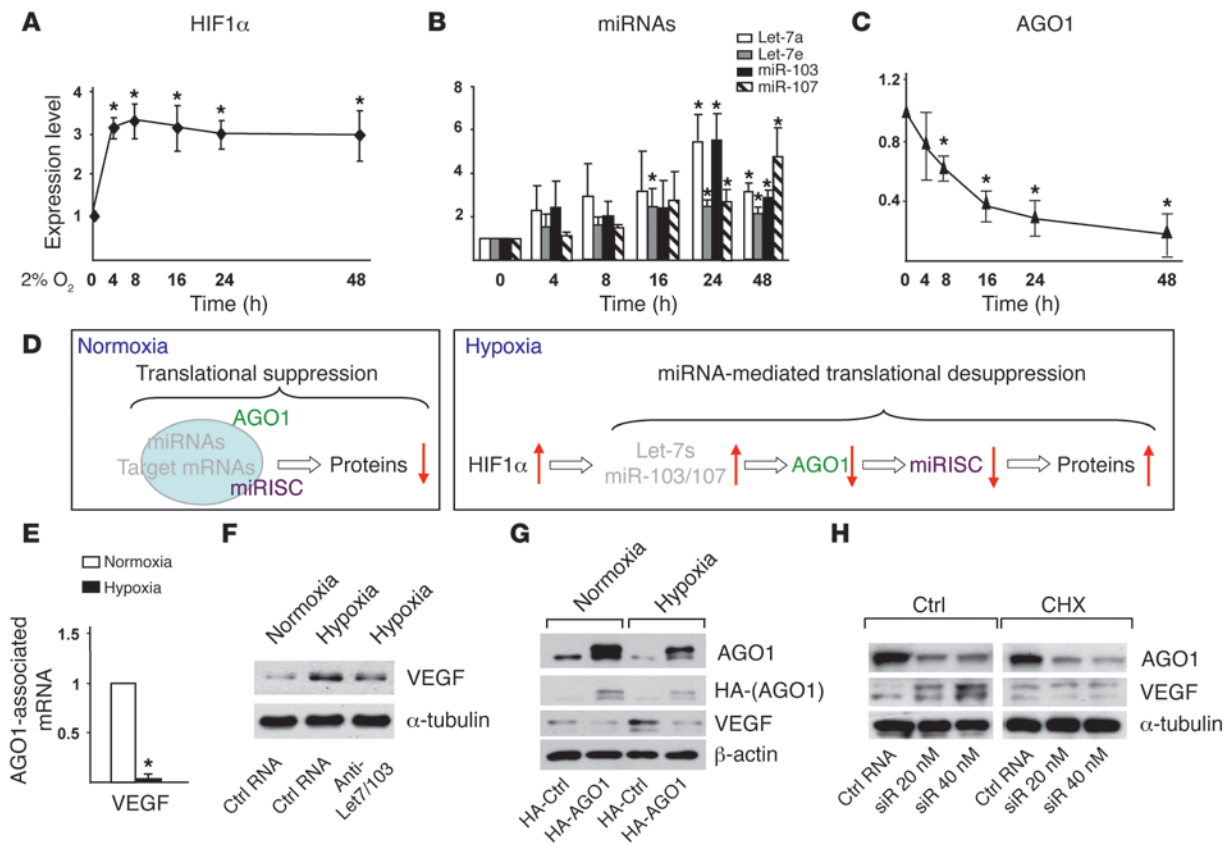 A
HIF1α
Expression level
4
3
2
1
* * * * *
2% O2
0 4 8 16 24 48
Time (h)
B
miRNAs
Let-7a
Let-7e
miR-103
miR-107
8
6
4
2
* * * * * * * * *
0 4 8 16 24 48
Time (h)
C
AGO1
1.2
0.8
0.4
* * * *
0 4 8 16 24 48
Time (h)
D
Normoxia
Translational suppression
AGO1
miRNAs
Target mRNAs
miRISC
Proteins
Hypoxia
miRNA-mediated translational desuppression
HIF1α
Let-7s
miR-103/107
AGO1
miRISC
Proteins
E
Normoxia
Hypoxia
AGO1-associated
mRNA
1.5
1
0.5
*
VEGF
F
Normoxia
Hypoxia
Hypoxia
VEGF
α-tubulin
Ctrl RNA
Ctrl RNA
Anti-
Let7/103
G
Normoxia
Hypoxia
AGO1
HA-(AGO1)
VEGF
β-actin
HA-Ctrl
HA-AGO1
HA-Ctrl
HA-AGO1
H
Ctrl
CHX
AGO1
VEGF
α-tubulin
Ctrl RNA
siR 20 nM
siR 40 nM
Ctrl RNA
siR 20 nM
siR 40 nM